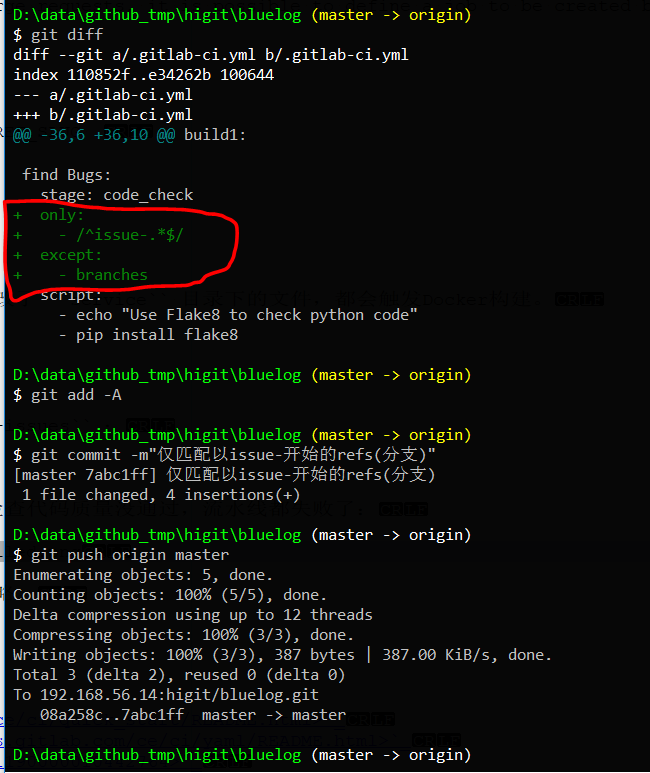 D:\data\github_tmp\higit\bluelog (master -> origin)
$ git diff
diff --git a/.gitlab-ci.yml b/.gitlab-ci.yml
index 110852f..e34262b 100644
--- a/.gitlab-ci.yml
+++ b/.gitlab-ci.yml
@@ -36,6 +36,10 @@ build1:
find Bugs:
stage: code_check
+ only:
+ - /^issue-.*$/
+ except:
+ - branches
script:
- echo "Use Flake8 to check python code"
- pip install flake8
D:\data\github_tmp\higit\bluelog (master -> origin)
$ git add -A
D:\data\github_tmp\higit\bluelog (master -> origin)
$ git commit -m"仅匹配以issue-开始的refs(分支)"
[master 7abc1ff] 仅匹配以issue-开始的refs(分支)
1 file changed, 4 insertions(+)
D:\data\github_tmp\higit\bluelog (master -> origin)
$ git push origin master
Enumerating objects: 5, done.
Counting objects: 100% (5/5), done.
Delta compression using up to 12 threads
Compressing objects: 100% (3/3), done.
Writing objects: 100% (3/3), 387 bytes | 387.00 KiB/s, done.
Total 3 (delta 2), reused 0 (delta 0)
To 192.168.56.14:higit/bluelog.git
08a258c..7abc1ff master -> master
D:\data\github_tmp\higit\bluelog (master -> origin)